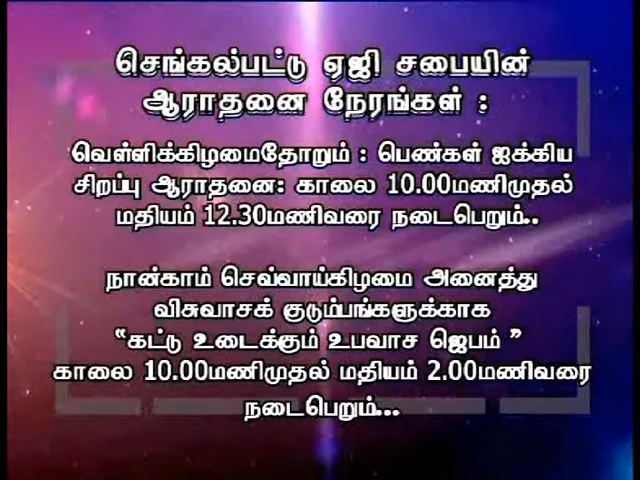 செங்கல்பட்டு ஏஜி சபையின்
ஆராதனை நேரங்கள் :
வெள்ளிக்கிழமைதோறும் : பெண்கள் ஐக்கிய
சிறப்பு ஆராதனை: காலை 10.00மணிமுதல்
மதியம் 12.30மணிவரை நடைபெறும்..
நான்காம் செவ்வாய்கிழமை அனைத்து
விசுவாசக் குடும்பங்களுக்காக
“கட்டு உடைக்கும் உபவாச ஜெபம் ”
காலை 10.00மணிமுதல் மதியம் 2.00மணிவரை
நடைபெறும்...